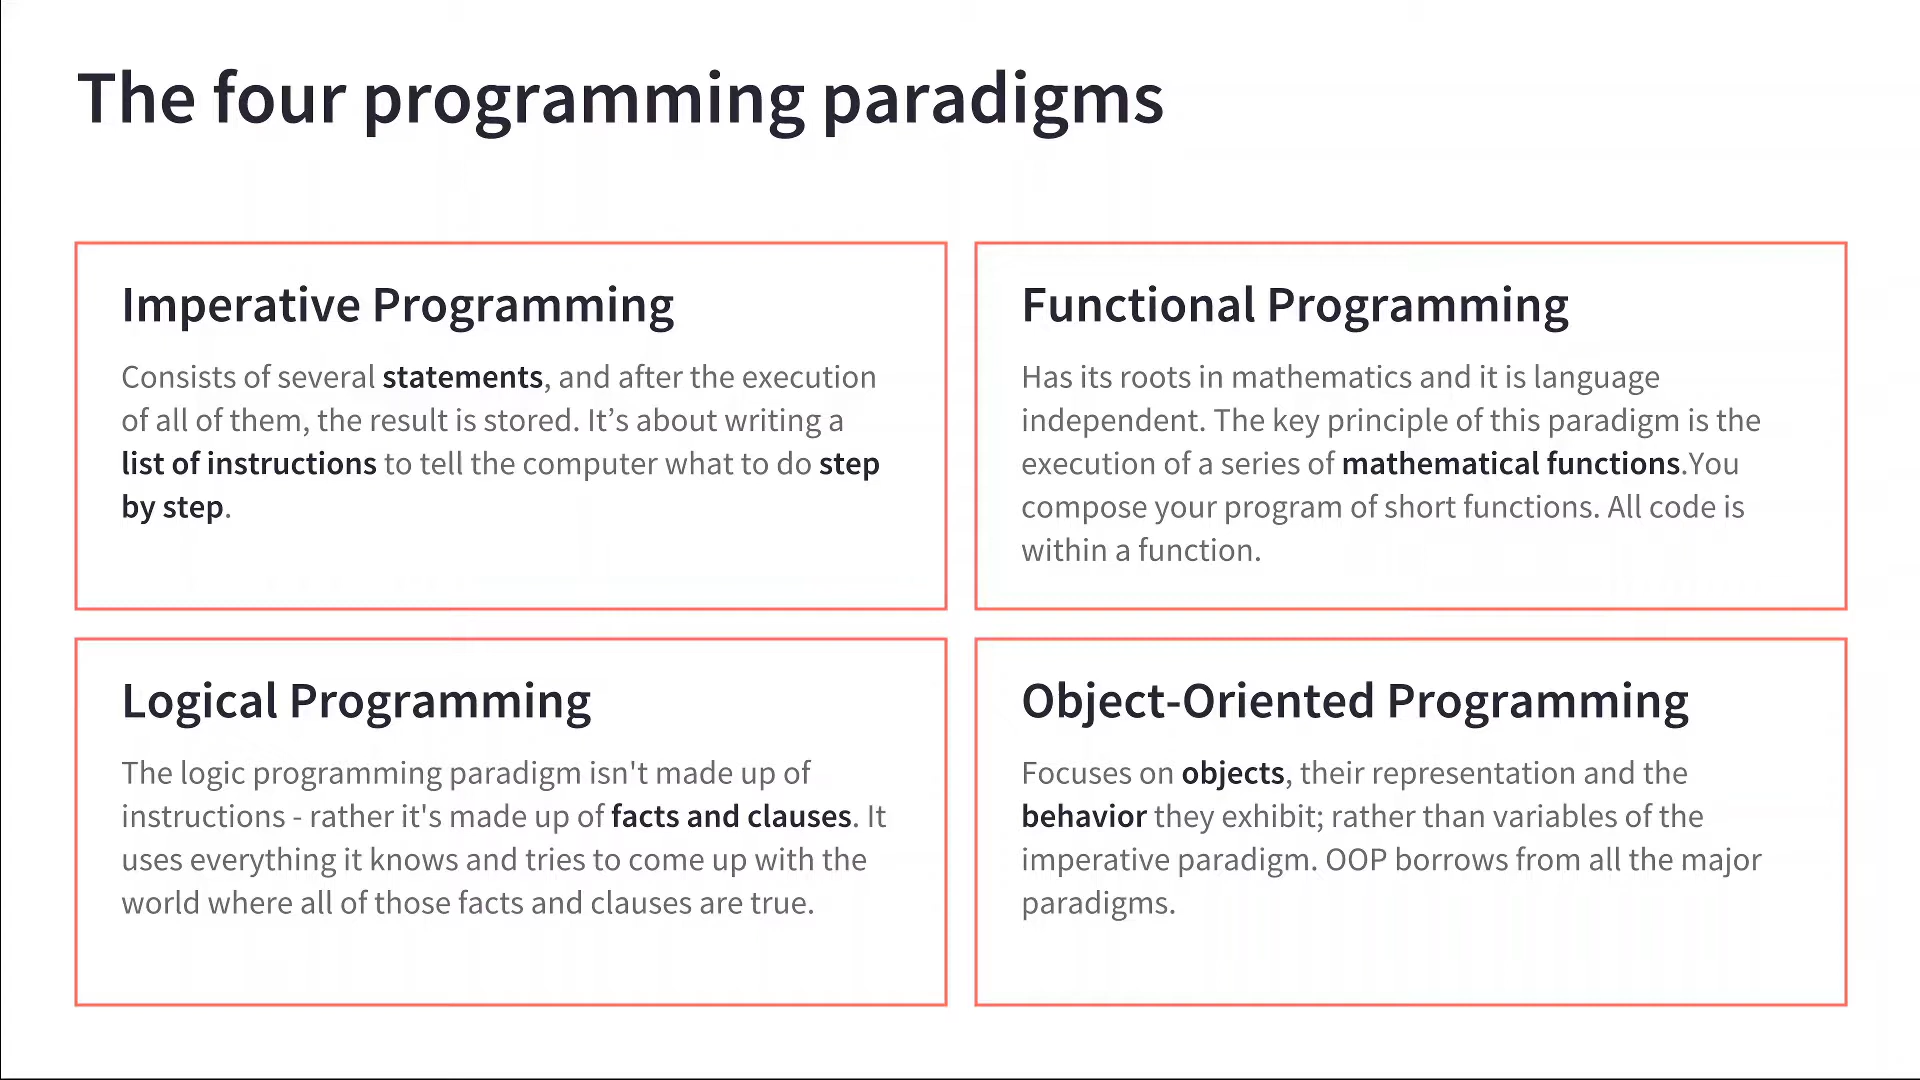 The four programming paradigms
Imperative Programming
Consists of several statements, and after the execution
of all of them, the result is stored. It’s about writing a
list of instructions to tell the computer what to do step
by step.
Functional Programming
Has its roots in mathematics and it is language
independent. The key principle of this paradigm is the
execution of a series of mathematical functions.You
compose your program of short functions. All code is
within a function.
Logical Programming
The logic programming paradigm isn't made up of
instructions - rather it's made up of facts and clauses. It
uses everything it knows and tries to come up with the
world where all of those facts and clauses are true.
Object-Oriented Programming
Focuses on objects, their representation and the
behavior they exhibit; rather than variables of the
imperative paradigm. OOP borrows from all the major
paradigms.